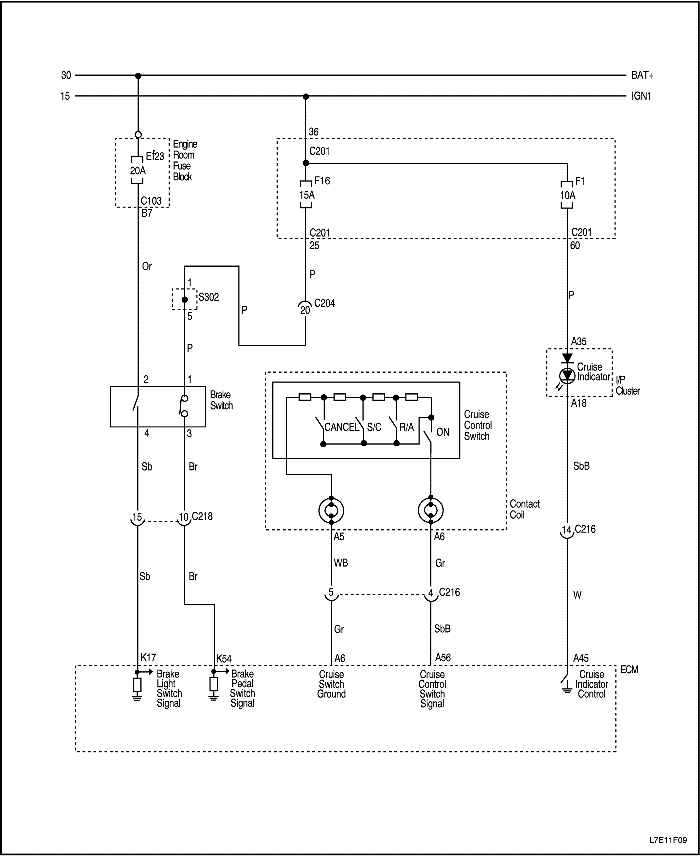 30 BAT+
15 IGN1
36
C201
Engine
Room
Fuse
Block
Ef23
20A
F16
15A
F1
10A
C103
B7
C201
25
C201
60
Or
P
1
S302
5
P
C204
20
P
A35
Cruise
Indicator
I/P
Cluster
A18
P
2 1
Brake
Switch
4 3
CANCEL S/C R/A ON
Cruise
Control
Switch
Contact
Coil
Sb Br
SbB
15 10 C218
A5 A6
14 C216
WB Gr
Sb Br
5 4 C216
W
Gr SbB
K17 K54 A6 A56 A45
ECM
Brake
Light
Switch
Signal
Brake
Pedal
Switch
Signal
Cruise
Switch
Ground
Cruise
Control
Switch
Signal
Cruise
Indicator
Control
L7E11F09